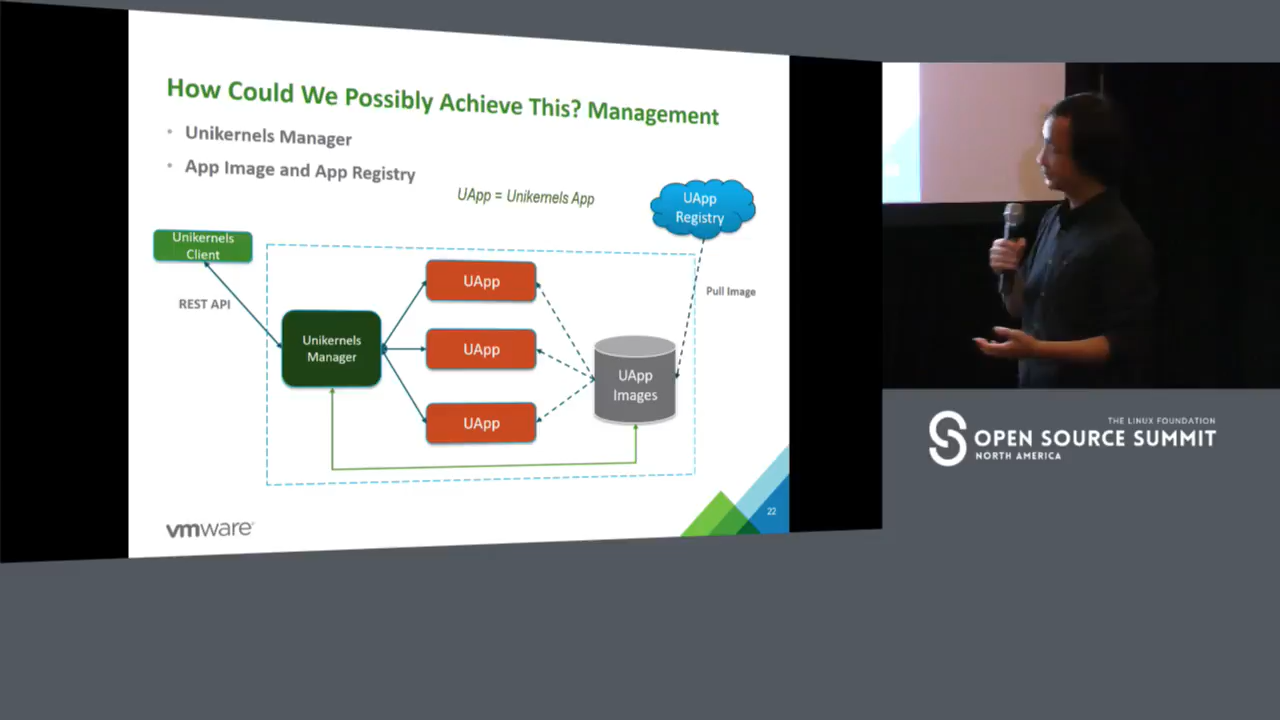 How Could We Possibly Achieve This? Management
• Unikernels Manager
• App Image and App Registry
UApp = Unikernels App
UApp
Registry
Unikernels
Client
REST API
Pull Image
UApp
Unikernels
Manager
UApp
UApp
Images
UApp
vmware
22
THE LINUX FOUNDATION
OPEN SOURCE SUMMIT
NORTH AMERICA